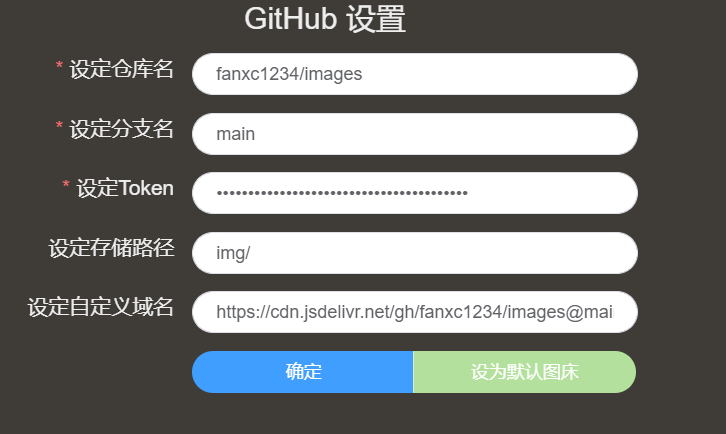 GitHub 设置
* 设定仓库名 fanxc1234/images
* 设定分支名 main
* 设定Token ••••••••••••••••••••••••••••••••••••••••
设定存储路径 img/
设定自定义域名 https://cdn.jsdelivr.net/gh/fanxc1234/images@mai
确定 设为默认图床